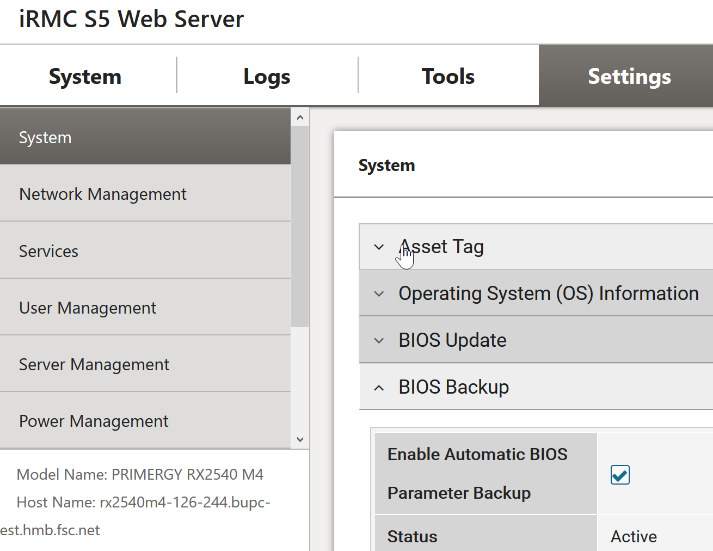 iRMC S5 Web Server
System
Logs
Tools
Settings
System
Network Management
Services
User Management
Server Management
Power Management
Model Name: PRIMERGY RX2540 M4
Host Name: rx2540m4-126-244.bupc-
est.hmb.fsc.net
System
Asset Tag
Operating System (OS) Information
BIOS Update
BIOS Backup
Enable Automatic BIOS
Parameter Backup
Status
Active